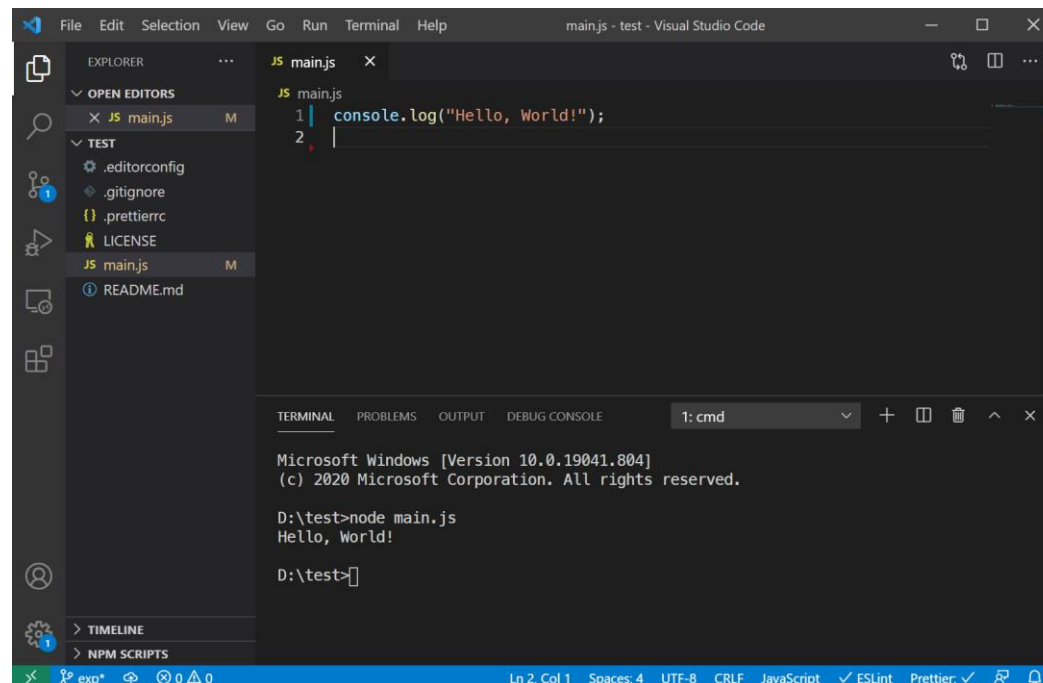 File Edit Selection View Go Run Terminal Help main.js - test - Visual Studio Code
EXPLORER
OPEN EDITORS
JS main.js M
TEST
.editorconfig
.gitignore
{} .prettierrc
LICENSE
JS main.js M
README.md
TIMELINE
NPM SCRIPTS
JS main.js
JS main.js
1 console.log("Hello, World!");
2
TERMINAL PROBLEMS OUTPUT DEBUG CONSOLE 1: cmd
Microsoft Windows [Version 10.0.19041.804]
(c) 2020 Microsoft Corporation. All rights reserved.
D:\test>node main.js
Hello, World!
D:\test>
1
1
exp* 0 0 Ln 2, Col 1 Spaces: 4 UTF-8 CRLF JavaScript ESLint Prettier: